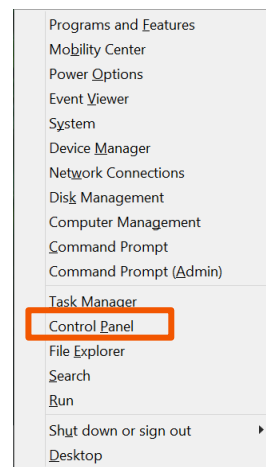 Programs and Features
Mobility Center
Power Options
Event Viewer
System
Device Manager
Network Connections
Disk Management
Computer Management
Command Prompt
Command Prompt (Admin)
Task Manager
Control Panel
File Explorer
Search
Run
Shut down or sign out
Desktop